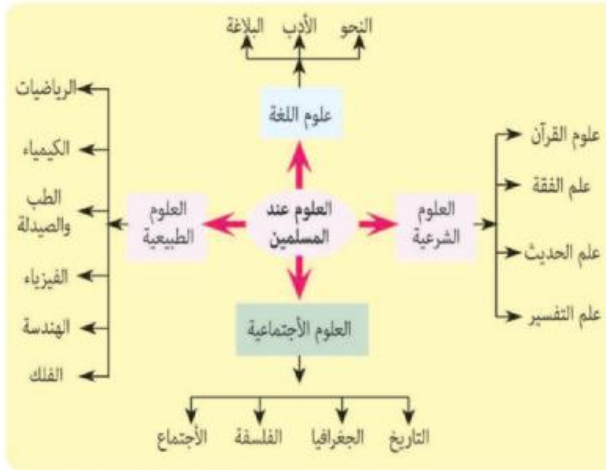 النحو الأدب البلاغة
علوم اللغة
العلوم عند
المسلمين
العلوم
الشرعية
علوم القرآن
علم الفقة
علم الحديث
علم التفسير
العلوم
الطبيعية
الرياضيات
الكيمياء
الطب
والصيدلة
الفيزياء
الهندسة
الفلك
العلوم الأجتماعية
التاريخ الجغرافيا الفلسفة الأجتماع